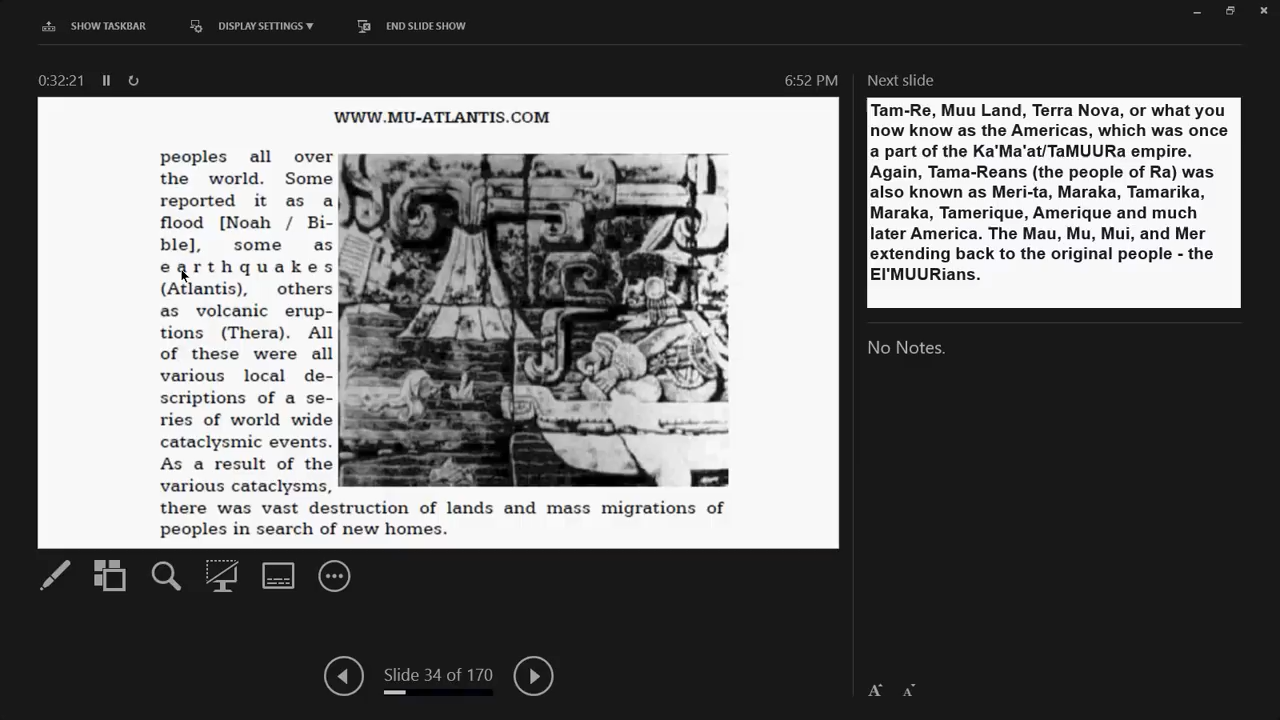 SHOW TASKBAR
DISPLAY SETTINGS ▼
END SLIDE SHOW
0:32:21
6:52 PM
WWW.MU-ATLANTIS.COM
peoples all over
the world. Some
reported it as a
flood [Noah / Bi-
ble], some as
earthquakes
(Atlantis), others
as volcanic erup-
tions (Thera). All
of these were all
various local de-
scriptions of a se-
ries of world wide
cataclysmic events.
As a result of the
various cataclysms,
there was vast destruction of lands and mass migrations of
peoples in search of new homes.
Slide 34 of 170
Next slide
Tam-Re, Muu Land, Terra Nova, or what you
now know as the Americas, which was once
a part of the Ka'Ma'at/TaMUURa empire.
Again, Tama-Reans (the people of Ra) was
also known as Meri-ta, Maraka, Tamarika,
Maraka, Tamerique, Amerique and much
later America. The Mau, Mu, Mui, and Mer
extending back to the original people - the
El'MUURians.
No Notes.
A A